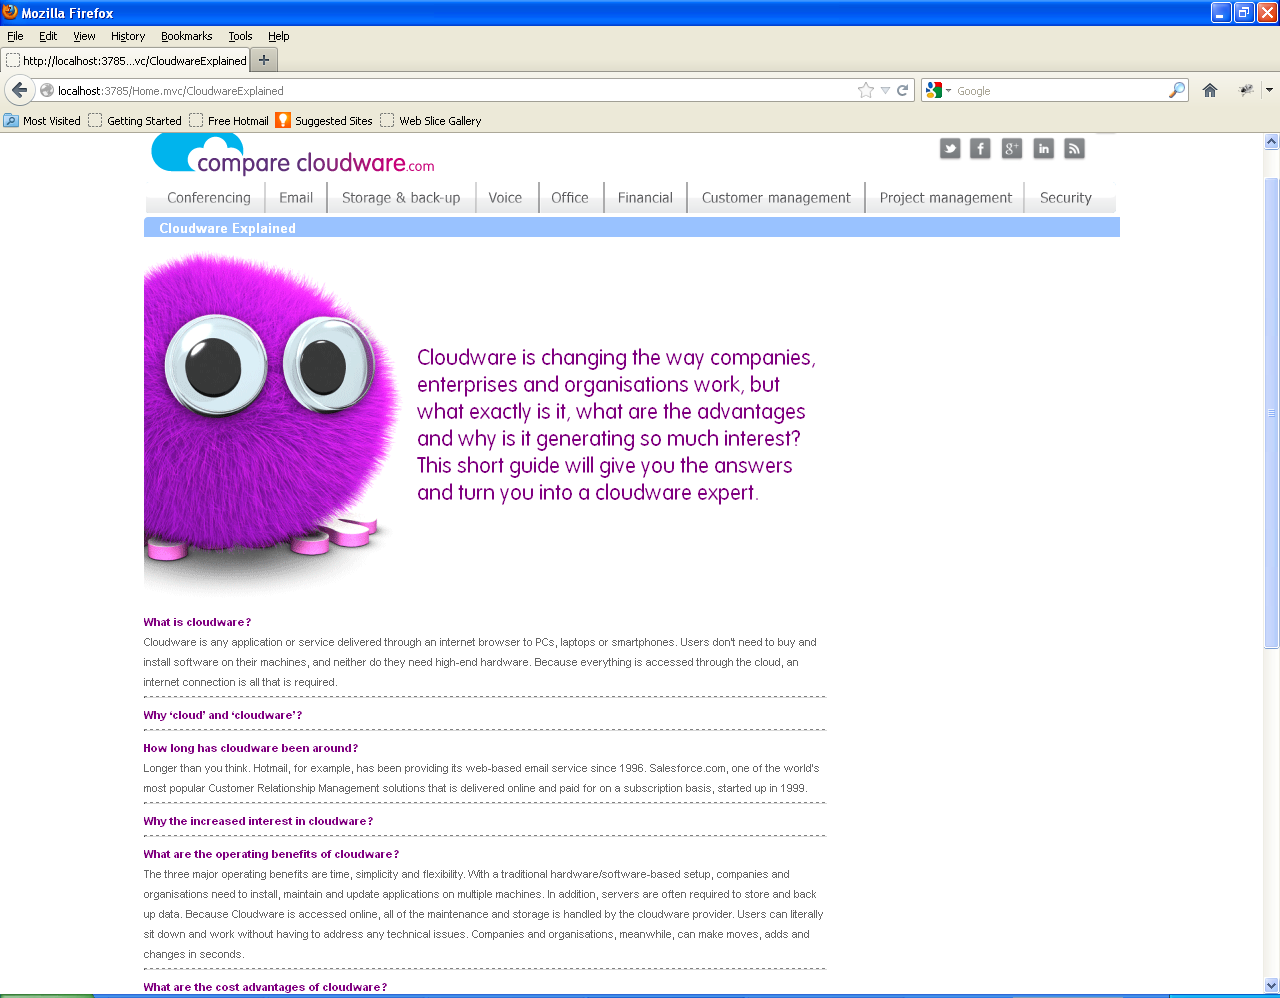 Mozilla Firefox
File Edit View History Bookmarks Tools Help
http://localhost:3785...vc/CloudwareExplained
localhost:3785/Home.mvc/CloudwareExplained
Google
Most Visited Getting Started Free Hotmail Suggested Sites Web Slice Gallery
compare cloudware.com
Conferencing Email Storage & back-up Voice Office Financial Customer management Project management Security
Cloudware Explained
Cloudware is changing the way companies,
enterprises and organisations work, but
what exactly is it, what are the advantages
and why is it generating so much interest?
This short guide will give you the answers
and turn you into a cloudware expert.
What is cloudware?
Cloudware is any application or service delivered through an internet browser to PCs, laptops or smartphones. Users don't need to buy and
install software on their machines, and neither do they need high-end hardware. Because everything is accessed through the cloud, an
internet connection is all that is required.
Why ‘cloud’ and ‘cloudware’?
How long has cloudware been around?
Longer than you think. Hotmail, for example, has been providing its web-based email service since 1996. Salesforce.com, one of the world's
most popular Customer Relationship Management solutions that is delivered online and paid for on a subscription basis, started up in 1999.
Why the increased interest in cloudware?
What are the operating benefits of cloudware?
The three major operating benefits are time, simplicity and flexibility. With a traditional hardware/software-based setup, companies and
organisations need to install, maintain and update applications on multiple machines. In addition, servers are often required to store and back
up data. Because Cloudware is accessed online, all of the maintenance and storage is handled by the cloudware provider. Users can literally
sit down and work without having to address any technical issues. Companies and organisations, meanwhile, can make moves, adds and
changes in seconds.
What are the cost advantages of cloudware?